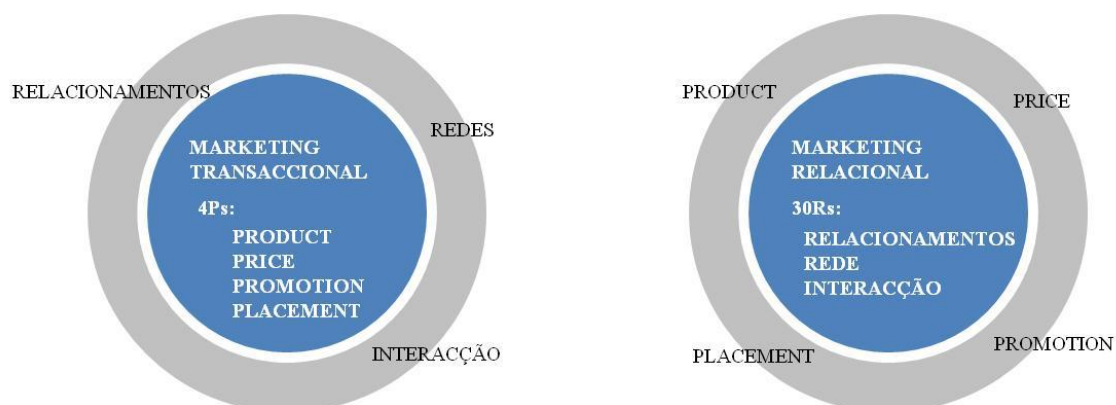 RELACIONAMENTOS
REDES
MARKETING
TRANSACCIONAL
4Ps:
PRODUCT
PRICE
PROMOTION
PLACEMENT
INTERACÇÃO
PRODUCT
PRICE
MARKETING
RELACIONAL
30Rs:
RELACIONAMENTOS
REDE
INTERACÇÃO
PLACEMENT
PROMOTION